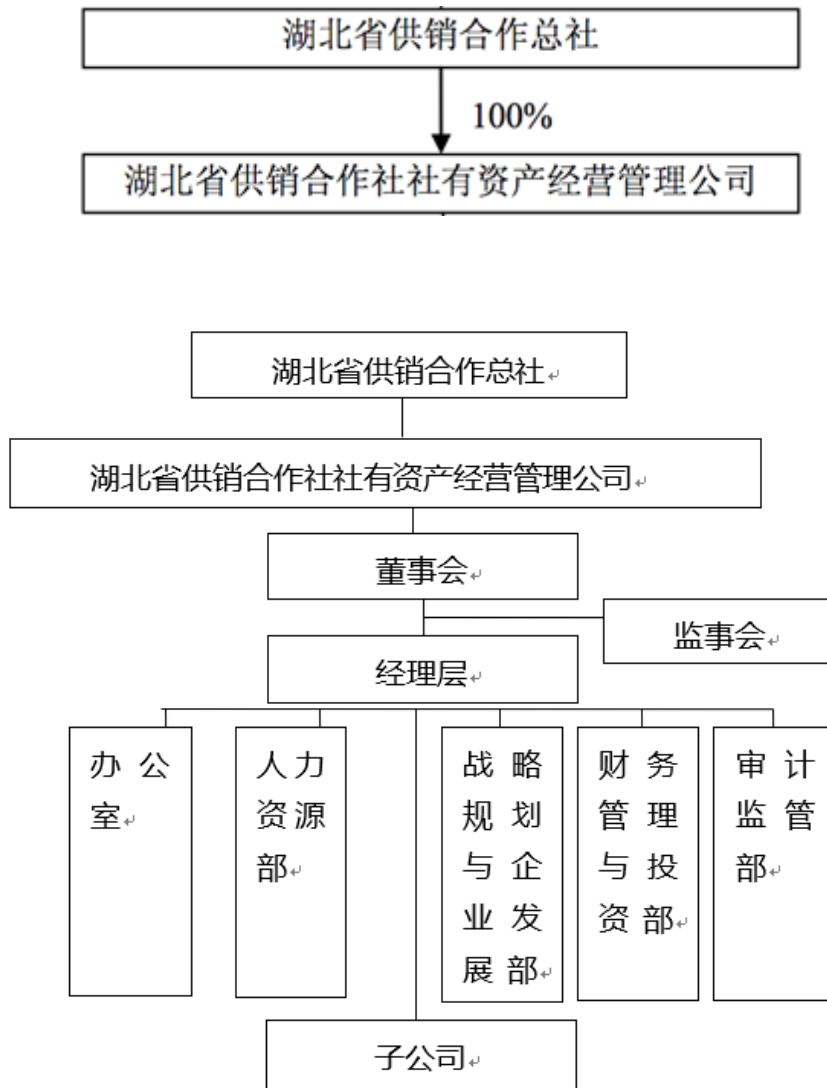 湖北省供销合作总社
100%
湖北省供销合作社社有资产经营管理公司
湖北省供销合作总社
湖北省供销合作社社有资产经营管理公司
董事会
监事会
经理层
办公
室
人力
资源
部
战略
规划
与企
业发
展部
财务
管理
与投
资部
审计
监管
部
子公司